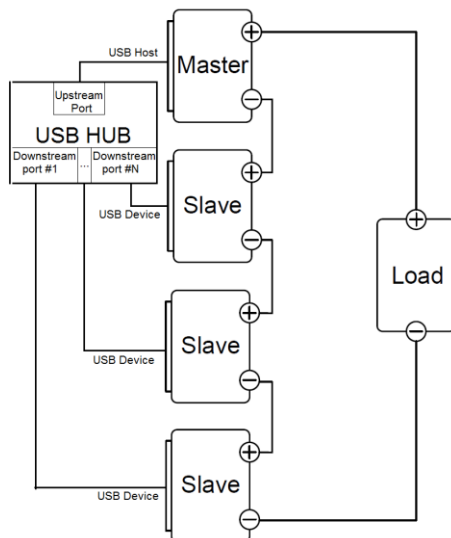 USB Host
Master
Upstream
Port
USB HUB
Downstream
port #1
...
Downstream
port #N
USB Device
Slave
Load
USB Device
Slave
USB Device
Slave